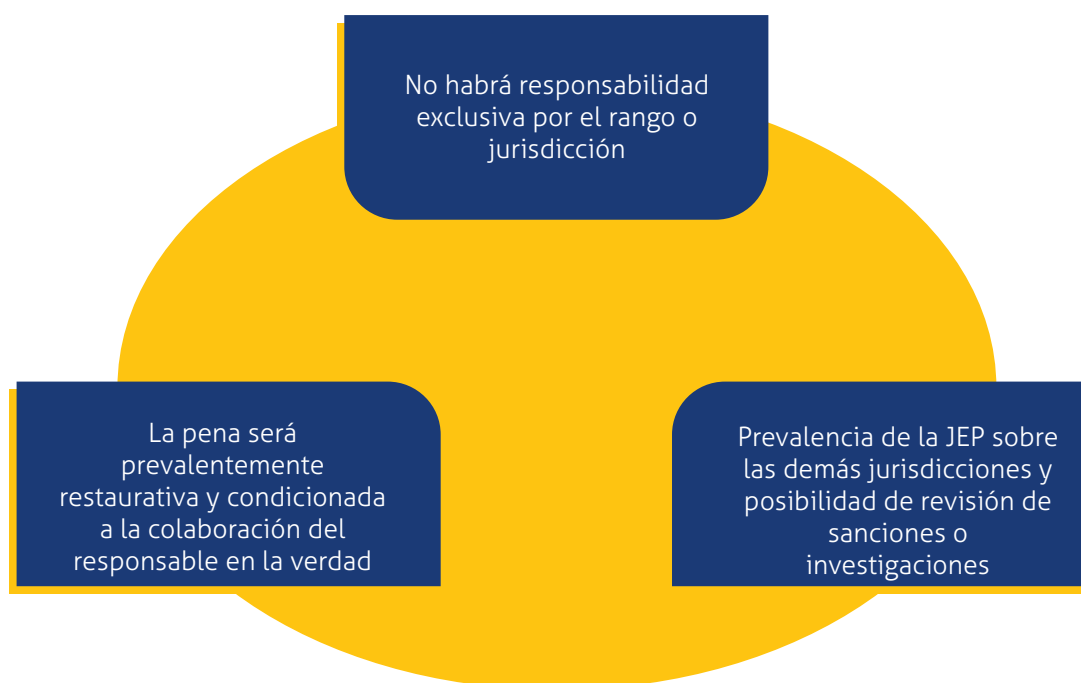 No habrá responsabilidad
exclusiva por el rango o
jurisdicción
La pena será
prevalentemente
restaurativa y condicionada
a la colaboración del
responsable en la verdad
Prevalencia de la JEP sobre
las demás jurisdicciones y
posibilidad de revisión de
sanciones o
investigaciones